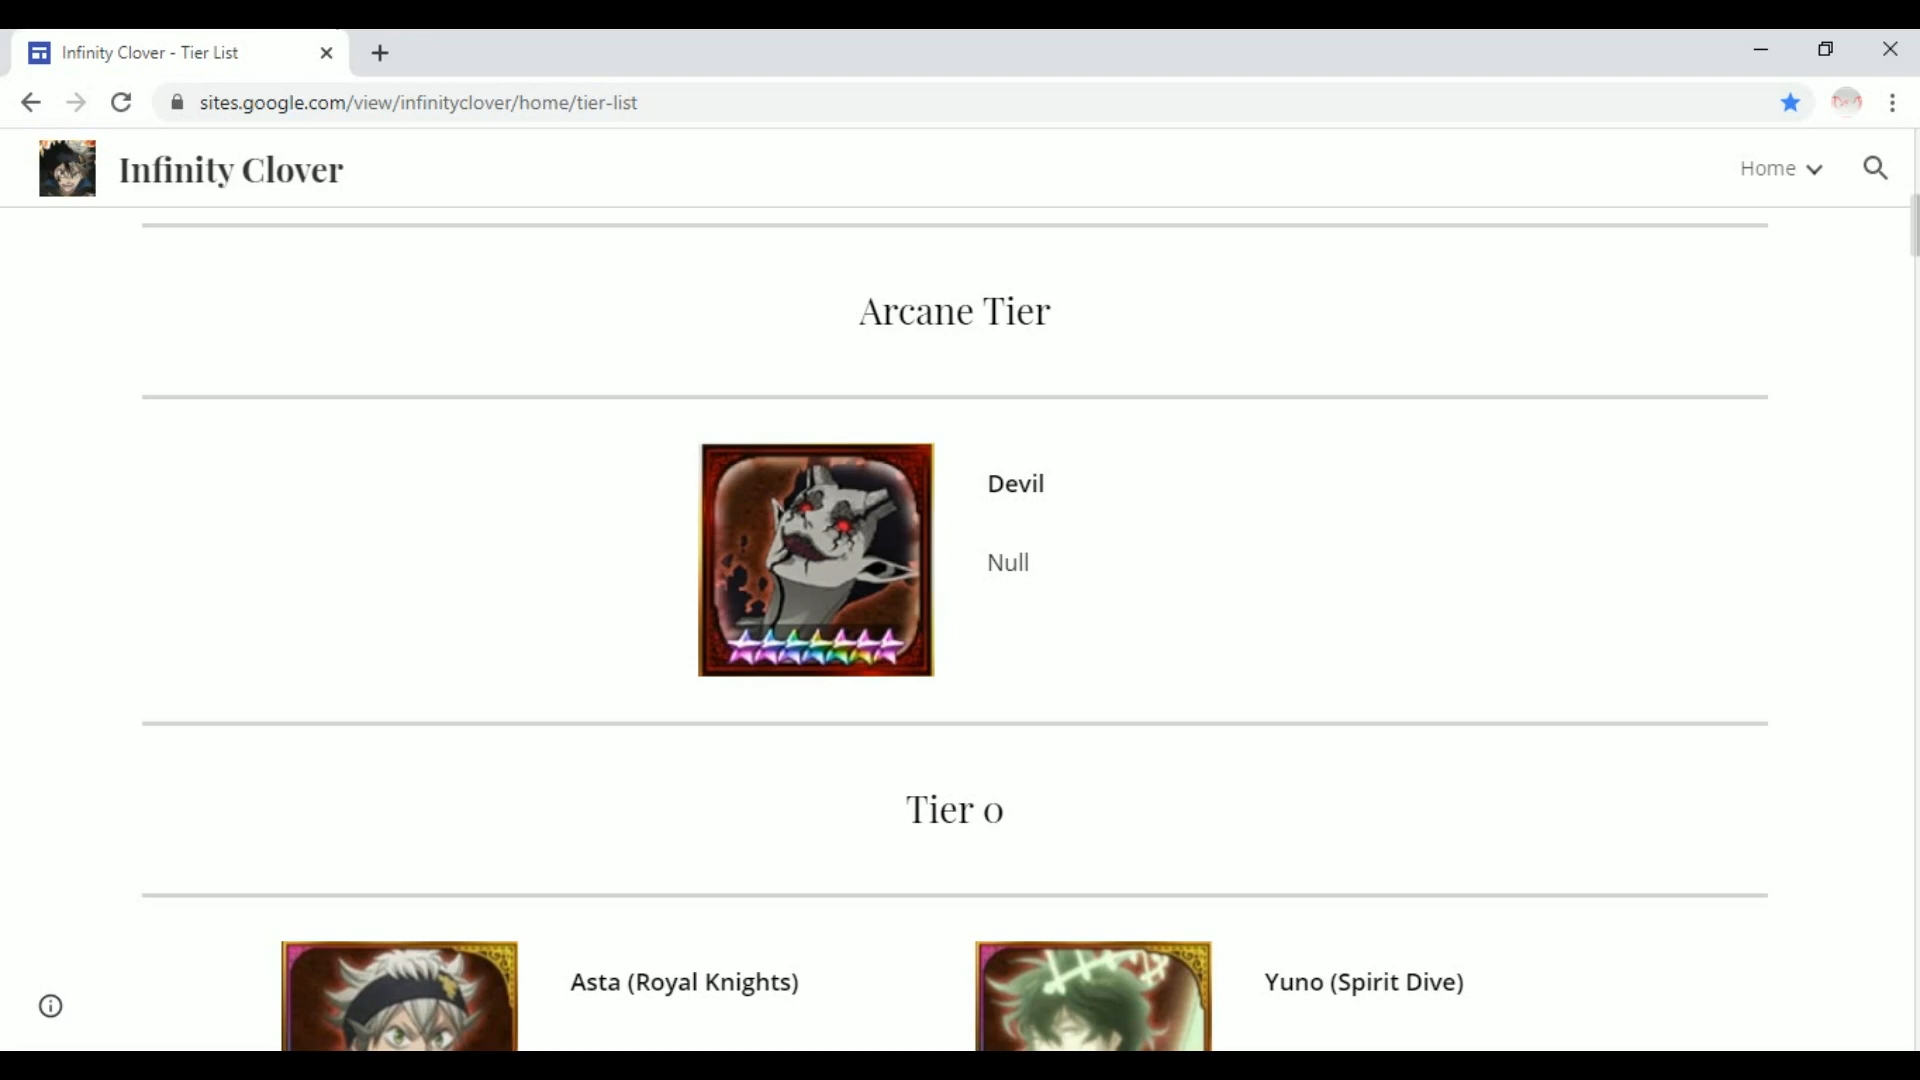 Infinity Clover - Tier List
sites.google.com/view/infinityclover/home/tier-list
Infinity Clover
Home
Arcane Tier
Devil
Null
Tier 0
Asta (Royal Knights)
Yuno (Spirit Dive)